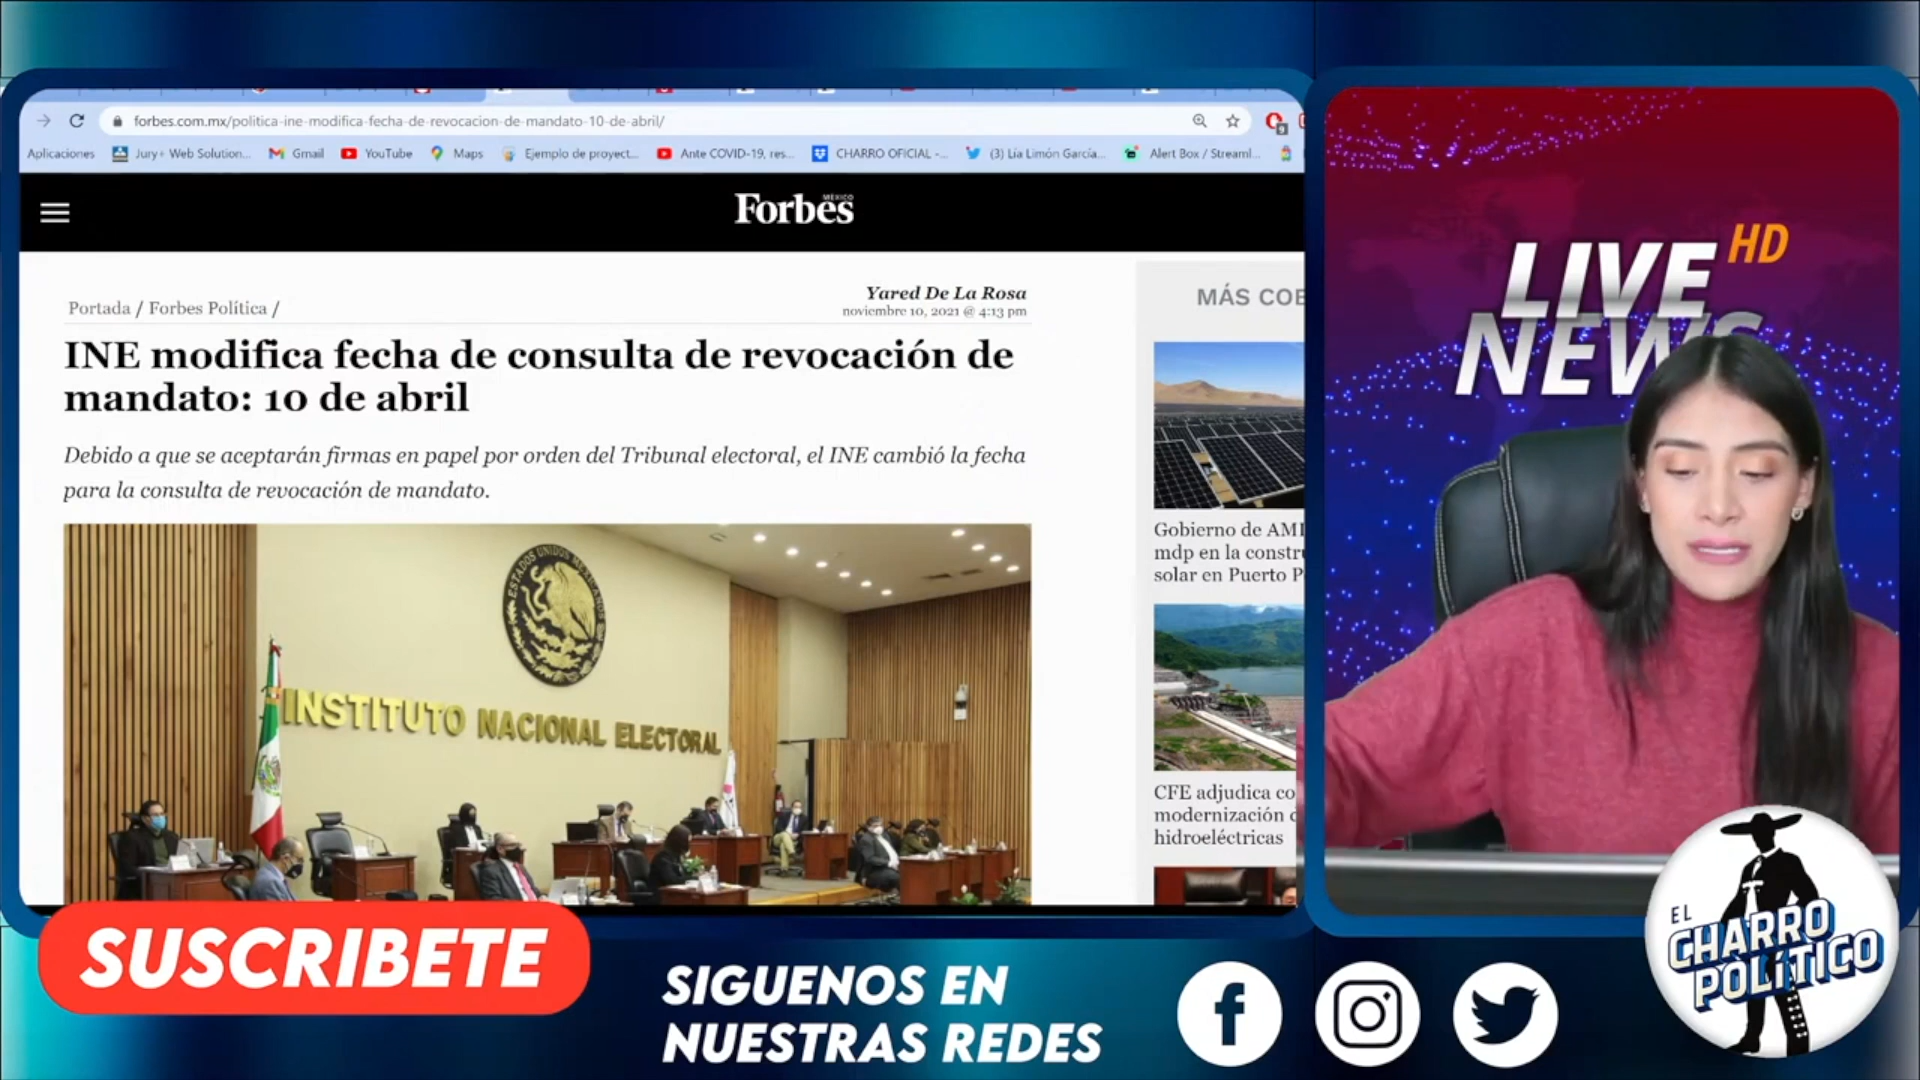 forbes.com.mx/politica-ine-modifica-fecha-de-revocacion-de-mandato-10-de-abril/
9
Aplicaciones
Jury+ Web Solution...
Gmail
YouTube
Maps
Ejemplo de proyect...
Ante COVID-19, res...
CHARRO OFICIAL -...
(3) Lía Limón García...
Alert Box / Streaml...
Forbes
MÉXICO
Portada / Forbes Política /
Yared De La Rosa
noviembre 10, 2021 @ 4:13 pm
MÁS COB
INE modifica fecha de consulta de revocación de
mandato: 10 de abril
Debido a que se aceptarán firmas en papel por orden del Tribunal electoral, el INE cambió la fecha
para la consulta de revocación de mandato.
ESTADOS UNIDOS MEXICANOS
INSTITUTO NACIONAL ELECTORAL
Gobierno de AML
mdp en la constru
solar en Puerto P
CFE adjudica co
modernización d
hidroeléctricas
LIVE HD
NEWS
SUSCRIBETE
SIGUENOS EN
NUESTRAS REDES
EL
CHARRO
POLÍTICO